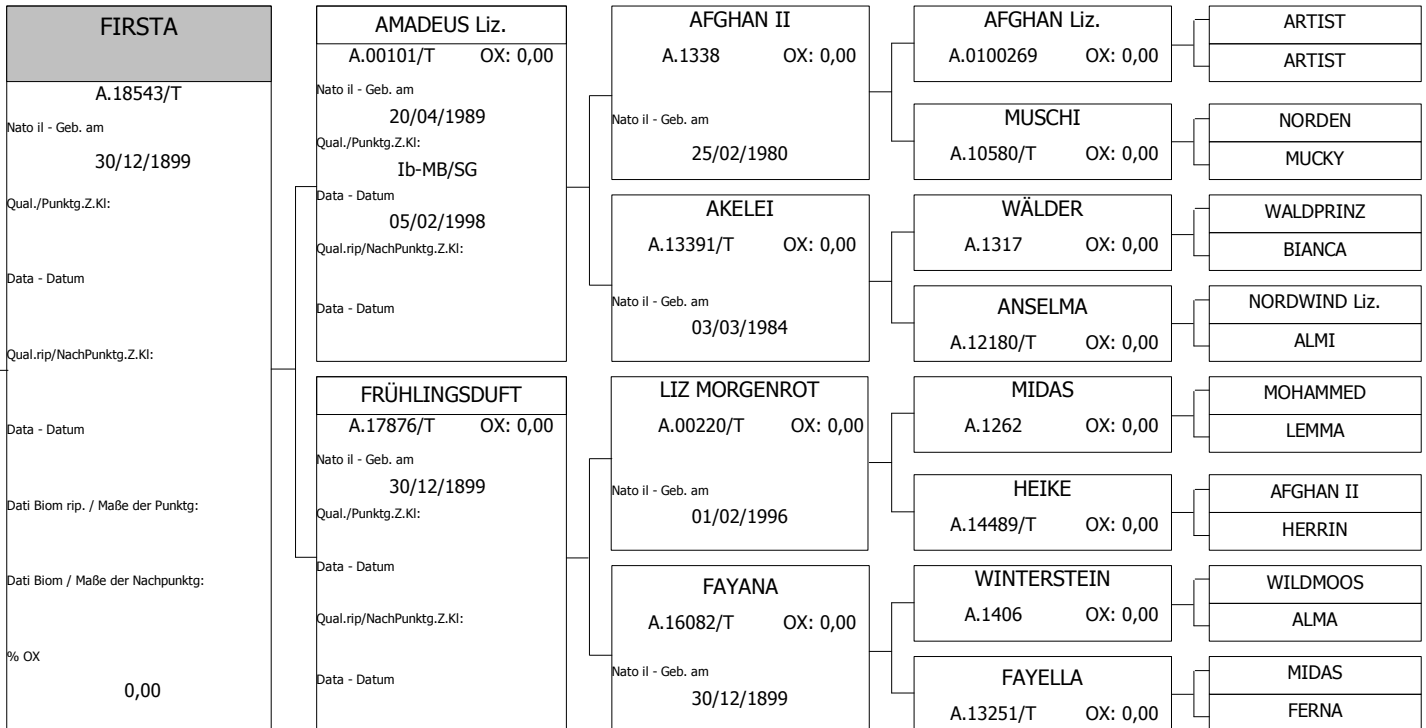 FIRSTA
A.18543/T
Nato il - Geb. am
30/12/1899
Qual./Punktg.Z.Kl:
Data - Datum
Qual.rip/NachPunktg.Z.Kl:
Data - Datum
Dati Biom rip. / Maße der Punktg:
Dati Biom / Maße der Nachpunktg:
% OX
0,00
AMADEUS Liz.
A.00101/T OX: 0,00
Nato il - Geb. am
20/04/1989
Qual./Punktg.Z.Kl:
Ib-MB/SG
Data - Datum
05/02/1998
Qual.rip/NachPunktg.Z.Kl:
Data - Datum
FRÜHLINGSDUFT
A.17876/T OX: 0,00
Nato il - Geb. am
30/12/1899
Qual./Punktg.Z.Kl:
Data - Datum
Qual.rip/NachPunktg.Z.Kl:
Data - Datum
AFGHAN II
A.1338 OX: 0,00
Nato il - Geb. am
25/02/1980
AKELEI
A.13391/T OX: 0,00
Nato il - Geb. am
03/03/1984
LIZ MORGENROT
A.00220/T OX: 0,00
Nato il - Geb. am
01/02/1996
FAYANA
A.16082/T OX: 0,00
Nato il - Geb. am
30/12/1899
AFGHAN Liz.
A.0100269 OX: 0,00
MUSCHI
A.10580/T OX: 0,00
WÄLDER
A.1317 OX: 0,00
ANSELMA
A.12180/T OX: 0,00
MIDAS
A.1262 OX: 0,00
HEIKE
A.14489/T OX: 0,00
WINTERSTEIN
A.1406 OX: 0,00
FAYELLA
A.13251/T OX: 0,00
ARTIST
ARTIST
NORDEN
MUCKY
WALDPRINZ
BIANCA
NORDWIND Liz.
ALMI
MOHAMMED
LEMMA
AFGHAN II
HERRIN
WILDMOOS
ALMA
MIDAS
FERNA